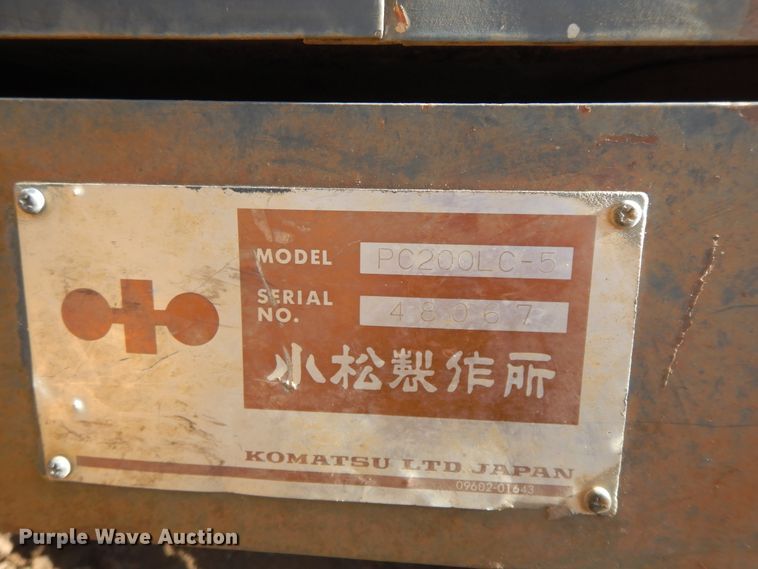 MODEL PC200LC-5
SERIAL NO. 48067
小松製作所
KOMATSU LTD JAPAN
09602-01643
Purple Wave Auction